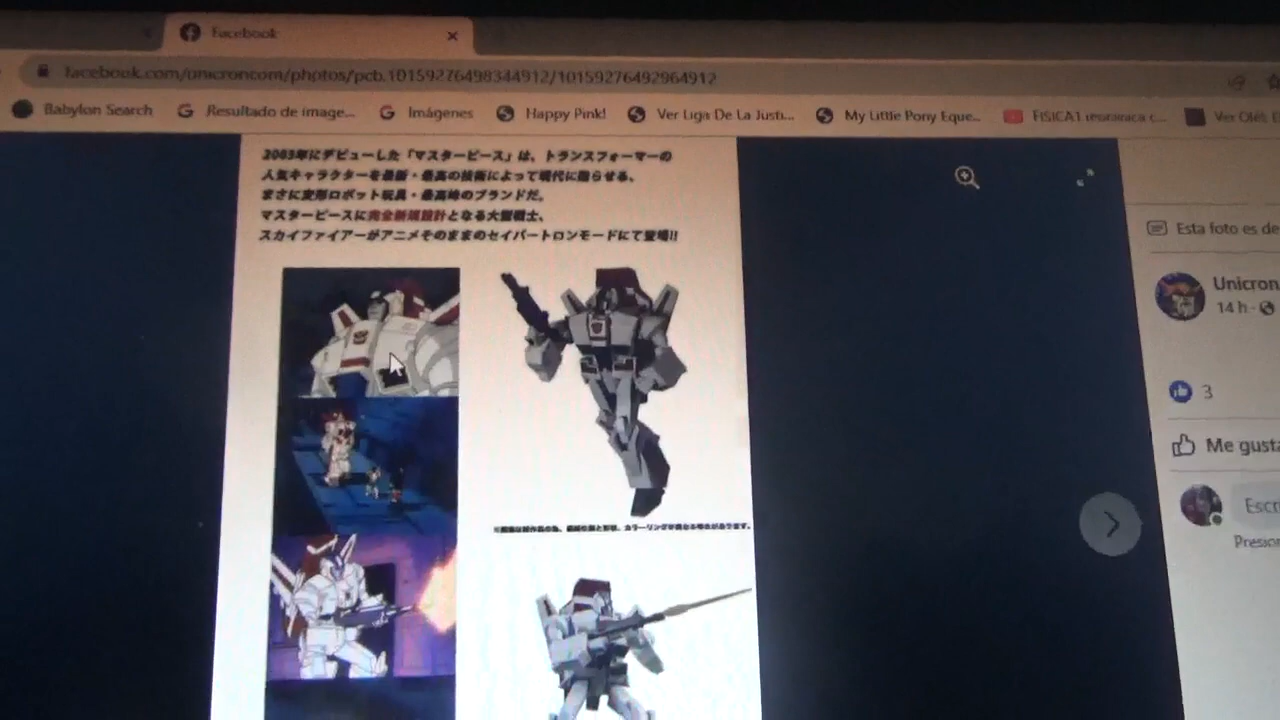 Facebook
facebook.com/unicroncom/photos/pcb.10159276498344912/10159276492964912
Babylon Search
Resultado de image...
Imágenes
Happy Pink!
Ver Liga De La Justi...
My Little Pony Eque...
FISICA1 mecanica c...
Ver Olés
2003年にデビューした「マスターピース」は、トランスフォーマーの
人気キャラクターを最新・最高の技術によって現代に甦らせる、
まさに変形ロボット玩具・最高峰のブランドだ。
マスターピースに完全新規設計となる大型戦士、
スカイファイアーがアニメそのままのセイバートロンモードにて登場!!
Esta foto es de
Unicron
14 h
3
Me gusta
Escri
Presion